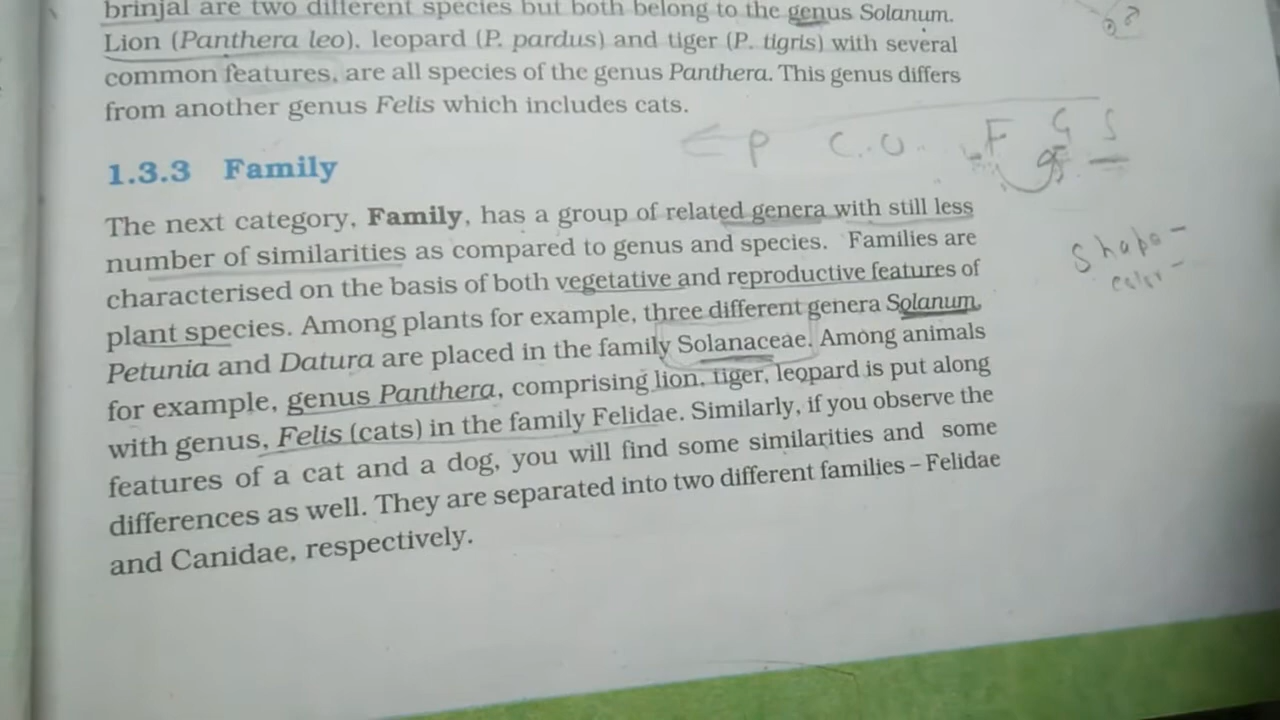 brinjal are two different species but both belong to the genus Solanum.
Lion (Panthera leo), leopard (P. pardus) and tiger (P. tigris) with several
common features, are all species of the genus Panthera. This genus differs
from another genus Felis which includes cats.
P C.O. F G S
1.3.3 Family
The next category, Family, has a group of related genera with still less
number of similarities as compared to genus and species. Families are
characterised on the basis of both vegetative and reproductive features of
plant species. Among plants for example, three different genera Solanum,
Petunia and Datura are placed in the family Solanaceae. Among animals
for example, genus Panthera, comprising lion, tiger, leopard is put along
with genus, Felis (cats) in the family Felidae. Similarly, if you observe the
features of a cat and a dog, you will find some similarities and some
differences as well. They are separated into two different families – Felidae
and Canidae, respectively.
Shape -
color -